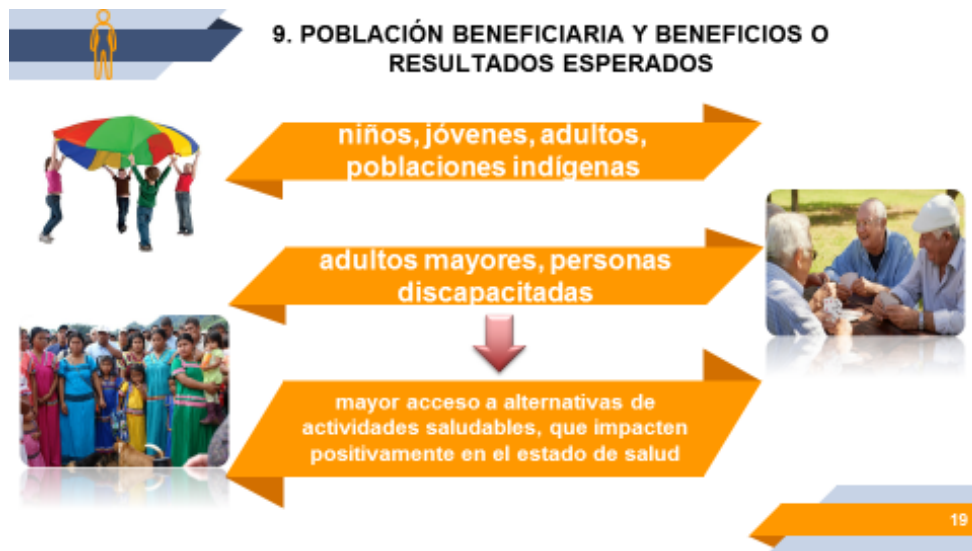 9. POBLACIÓN BENEFICIARIA Y BENEFICIOS O
RESULTADOS ESPERADOS
niños, jóvenes, adultos,
poblaciones indígenas
adultos mayores, personas
discapacitadas
mayor acceso a alternativas de
actividades saludables, que impacten
positivamente en el estado de salud
19